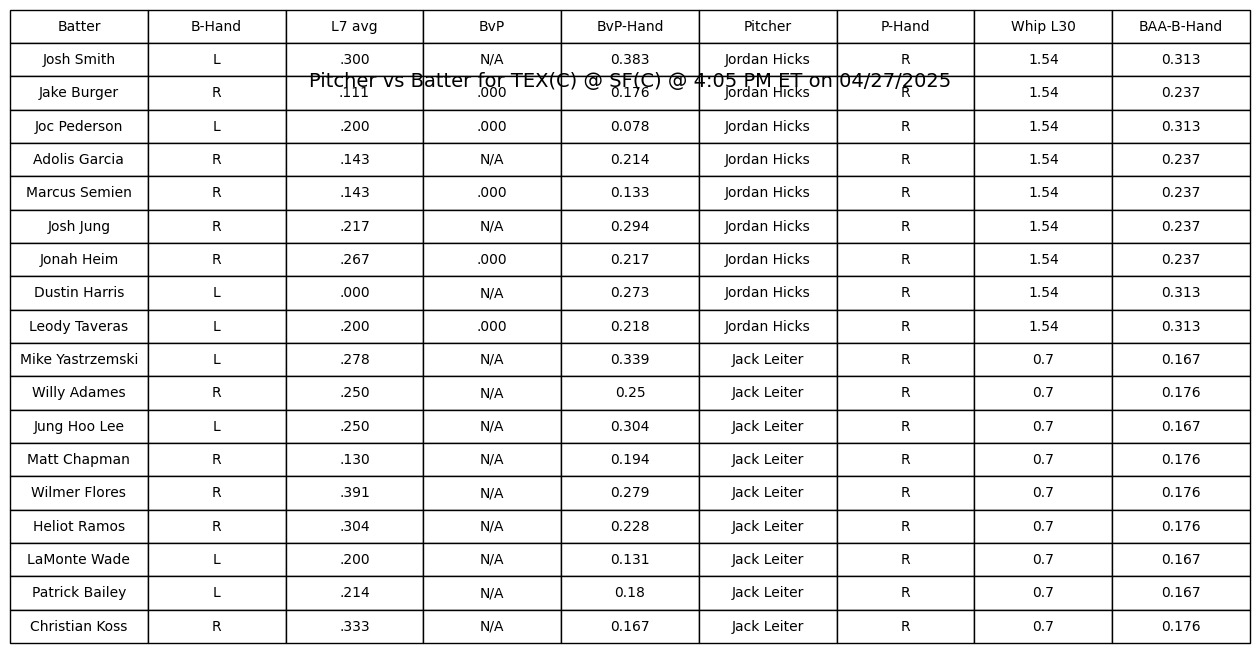 Batter B-Hand L7 avg BvP BvP-Hand Pitcher P-Hand Whip L30 BAA-B-Hand
Josh Smith L .300 N/A 0.383 Jordan Hicks R 1.54 0.313
Pitcher vs Batter for TEX(C) @ SF(C) @ 4:05 PM ET on 04/27/2025
Jake Burger R .111 .000 0.176 Jordan Hicks R 1.54 0.237
Joc Pederson L .200 .000 0.078 Jordan Hicks R 1.54 0.313
Adolis Garcia R .143 N/A 0.214 Jordan Hicks R 1.54 0.237
Marcus Semien R .143 .000 0.133 Jordan Hicks R 1.54 0.237
Josh Jung R .217 N/A 0.294 Jordan Hicks R 1.54 0.237
Jonah Heim R .267 .000 0.217 Jordan Hicks R 1.54 0.237
Dustin Harris L .000 N/A 0.273 Jordan Hicks R 1.54 0.313
Leody Taveras L .200 .000 0.218 Jordan Hicks R 1.54 0.313
Mike Yastrzemski L .278 N/A 0.339 Jack Leiter R 0.7 0.167
Willy Adames R .250 N/A 0.25 Jack Leiter R 0.7 0.176
Jung Hoo Lee L .250 N/A 0.304 Jack Leiter R 0.7 0.167
Matt Chapman R .130 N/A 0.194 Jack Leiter R 0.7 0.176
Wilmer Flores R .391 N/A 0.279 Jack Leiter R 0.7 0.176
Heliot Ramos R .304 N/A 0.228 Jack Leiter R 0.7 0.176
LaMonte Wade L .200 N/A 0.131 Jack Leiter R 0.7 0.167
Patrick Bailey L .214 N/A 0.18 Jack Leiter R 0.7 0.167
Christian Koss R .333 N/A 0.167 Jack Leiter R 0.7 0.176